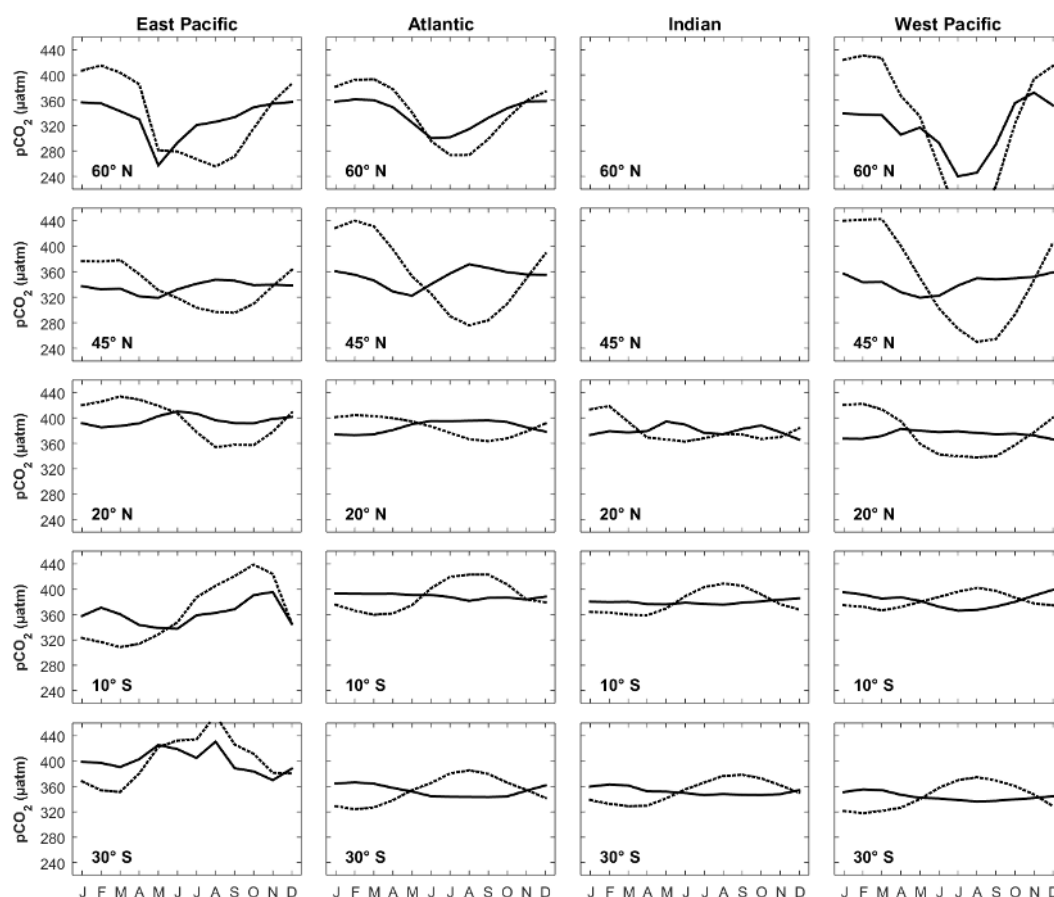 East Pacific Atlantic Indian West Pacific
440
400
360
320
280
240
pCO2 (µatm)
60° N 60° N 60° N 60° N
440
400
360
320
280
240
pCO2 (µatm)
45° N 45° N 45° N 45° N
440
400
360
320
280
240
pCO2 (µatm)
20° N 20° N 20° N 20° N
440
400
360
320
280
240
pCO2 (µatm)
10° S 10° S 10° S 10° S
440
400
360
320
280
240
pCO2 (µatm)
30° S 30° S 30° S 30° S
J F M A M J J A S O N D J F M A M J J A S O N D J F M A M J J A S O N D J F M A M J J A S O N D